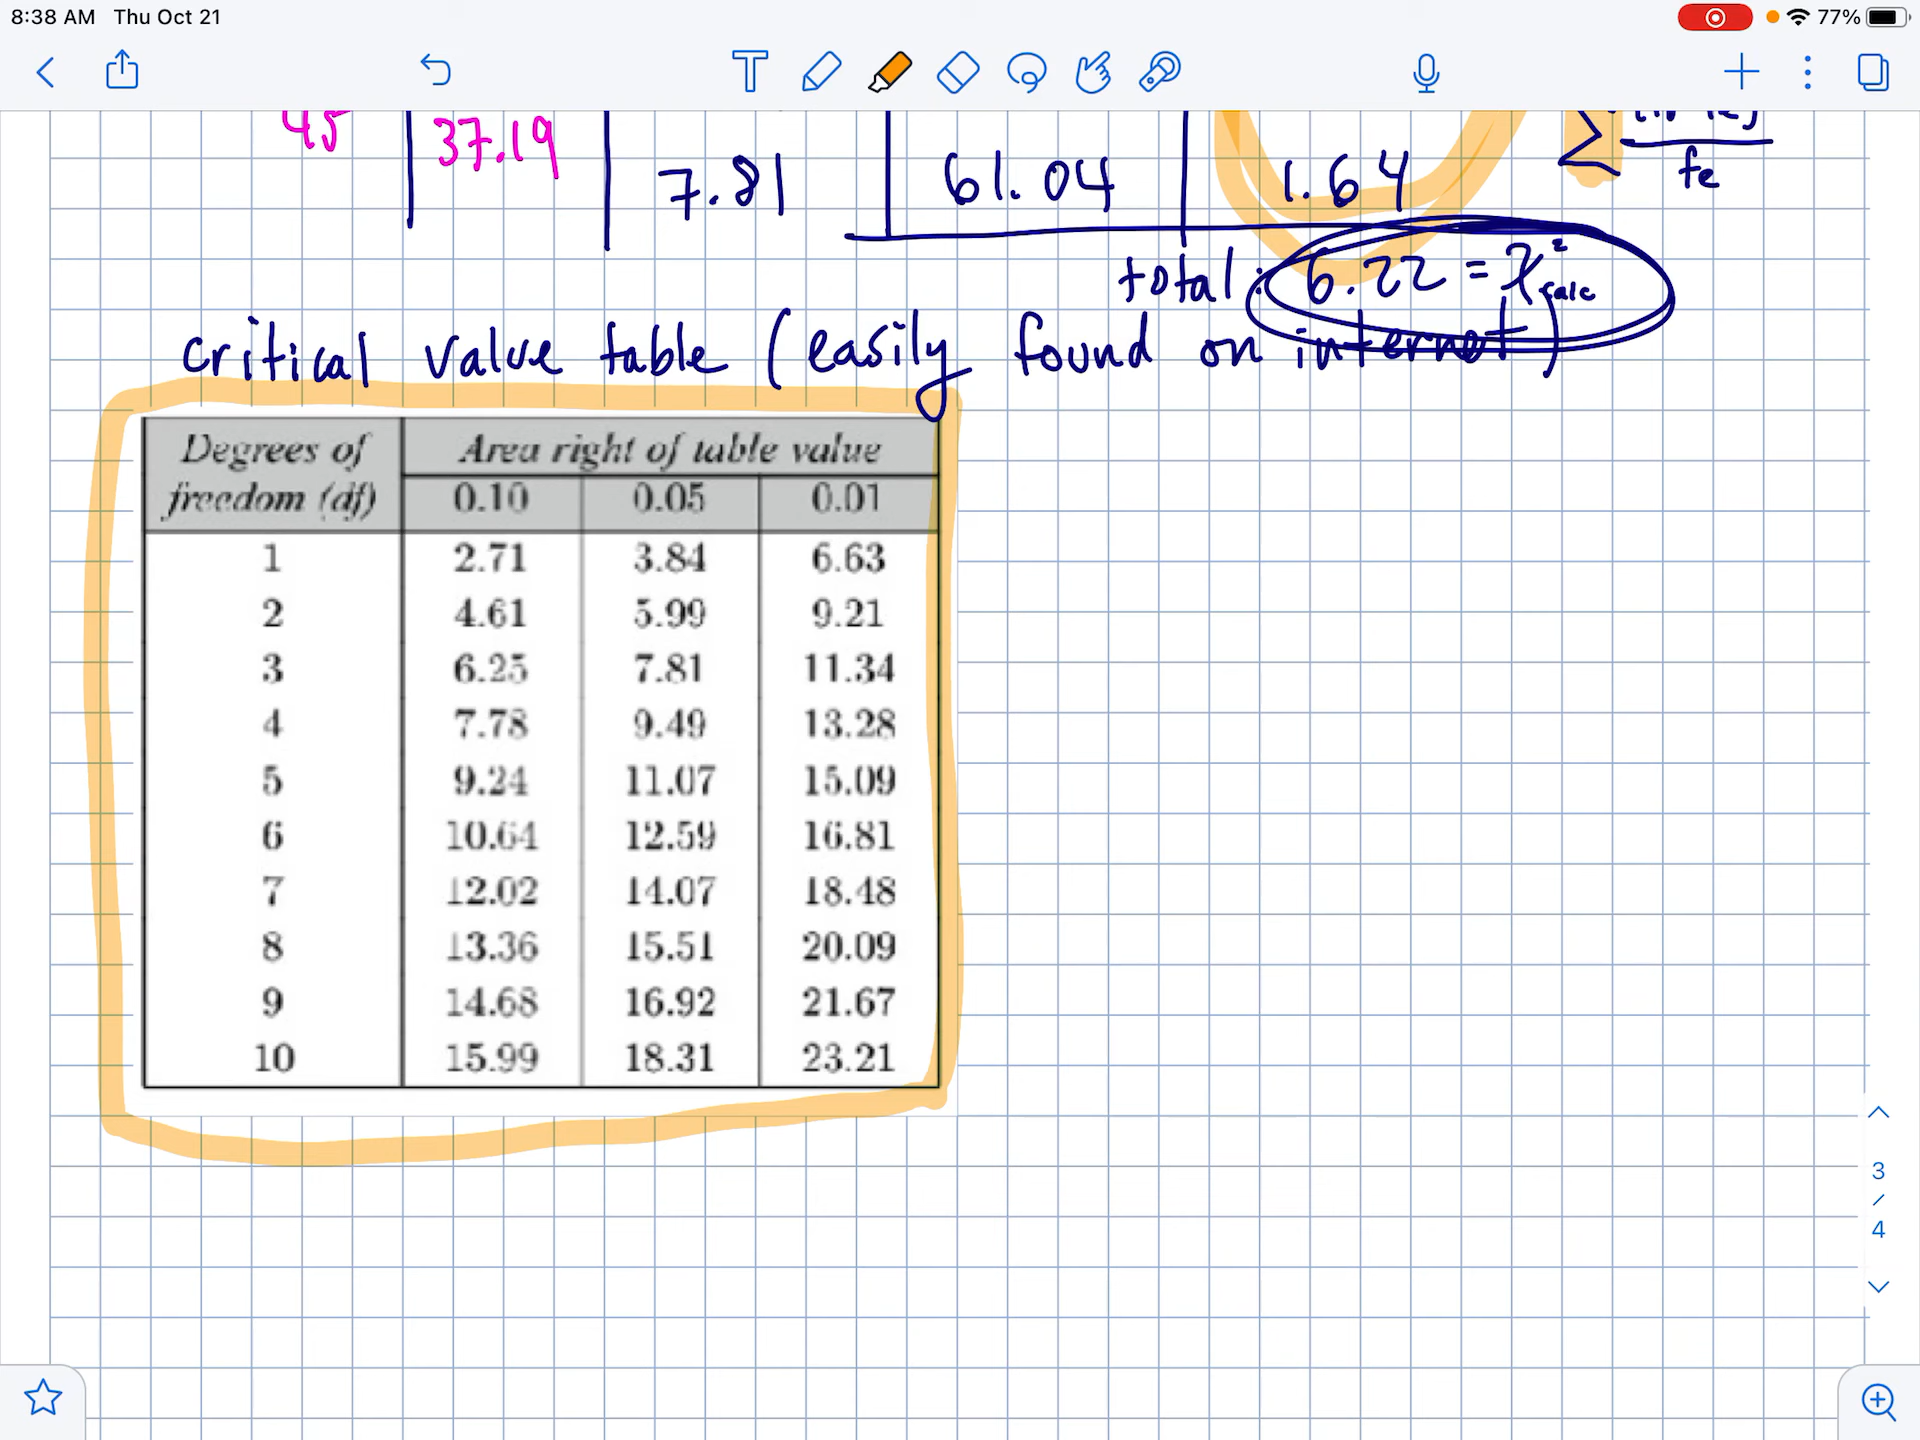 8:38 AM Thu Oct 21
77%
T
45 37.19
7.81 61.04 1.64
fe
total: 6.22 = χ²calc
critical value table (easily found on internet)
Degrees of freedom (df) Area right of table value
0.10 0.05 0.01
1 2.71 3.84 6.63
2 4.61 5.99 9.21
3 6.25 7.81 11.34
4 7.78 9.49 13.28
5 9.24 11.07 15.09
6 10.64 12.59 16.81
7 12.02 14.07 18.48
8 13.36 15.51 20.09
9 14.68 16.92 21.67
10 15.99 18.31 23.21
3
/
4